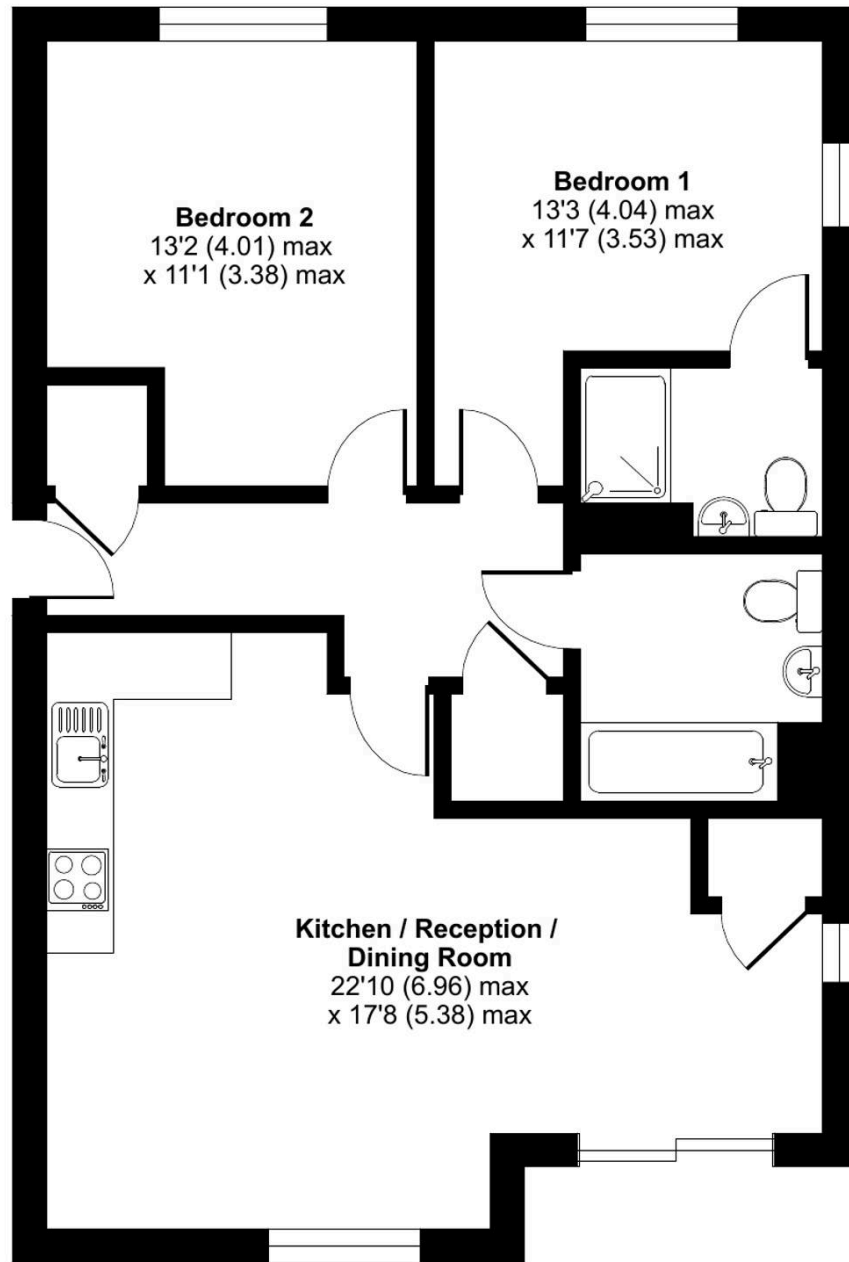 Bedroom 2
13'2 (4.01) max
x 11'1 (3.38) max
Bedroom 1
13'3 (4.04) max
x 11'7 (3.53) max
Kitchen / Reception /
Dining Room
22'10 (6.96) max
x 17'8 (5.38) max